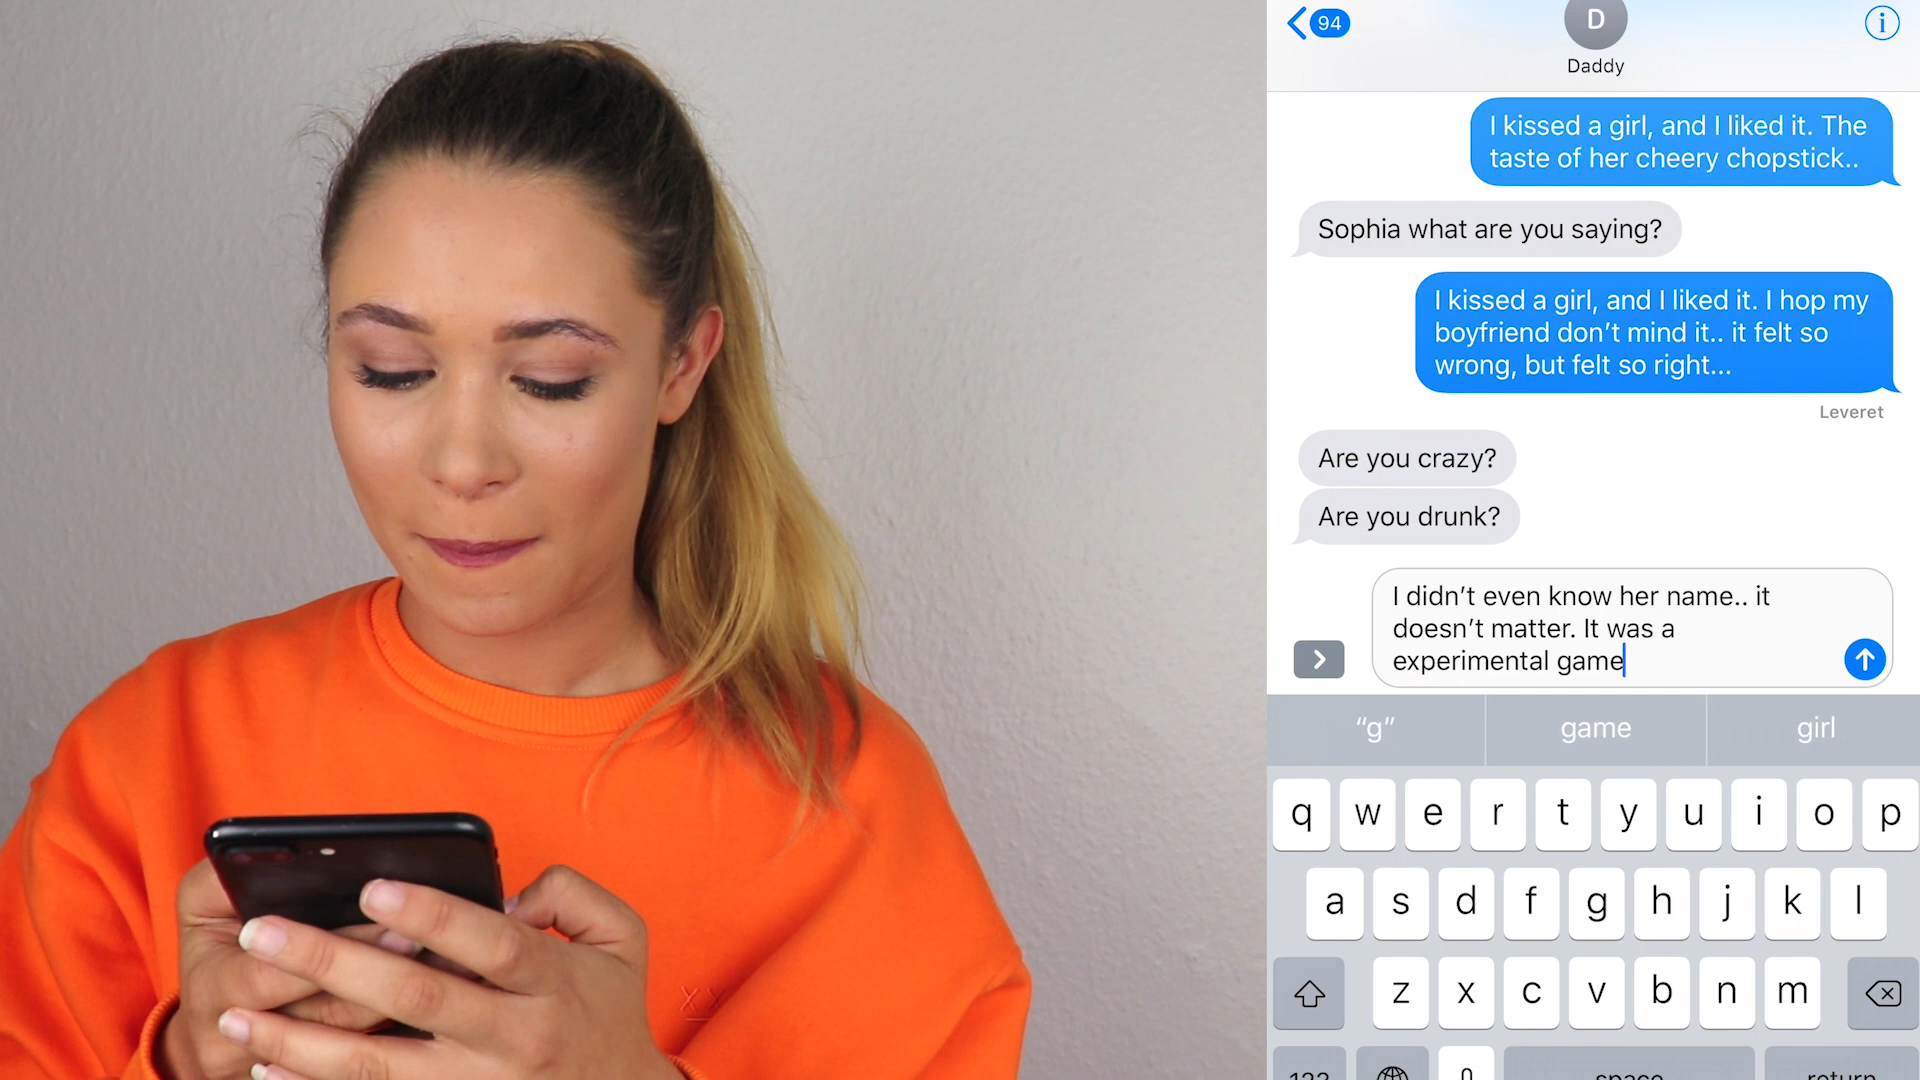 94
D
Daddy
i
I kissed a girl, and I liked it. The
taste of her cheery chopstick..
Sophia what are you saying?
I kissed a girl, and I liked it. I hop my
boyfriend don’t mind it.. it felt so
wrong, but felt so right...
Leveret
Are you crazy?
Are you drunk?
I didn’t even know her name.. it
doesn’t matter. It was a
experimental game
“g” game girl
q w e r t y u i o p
a s d f g h j k l
z x c v b n m
123 space return